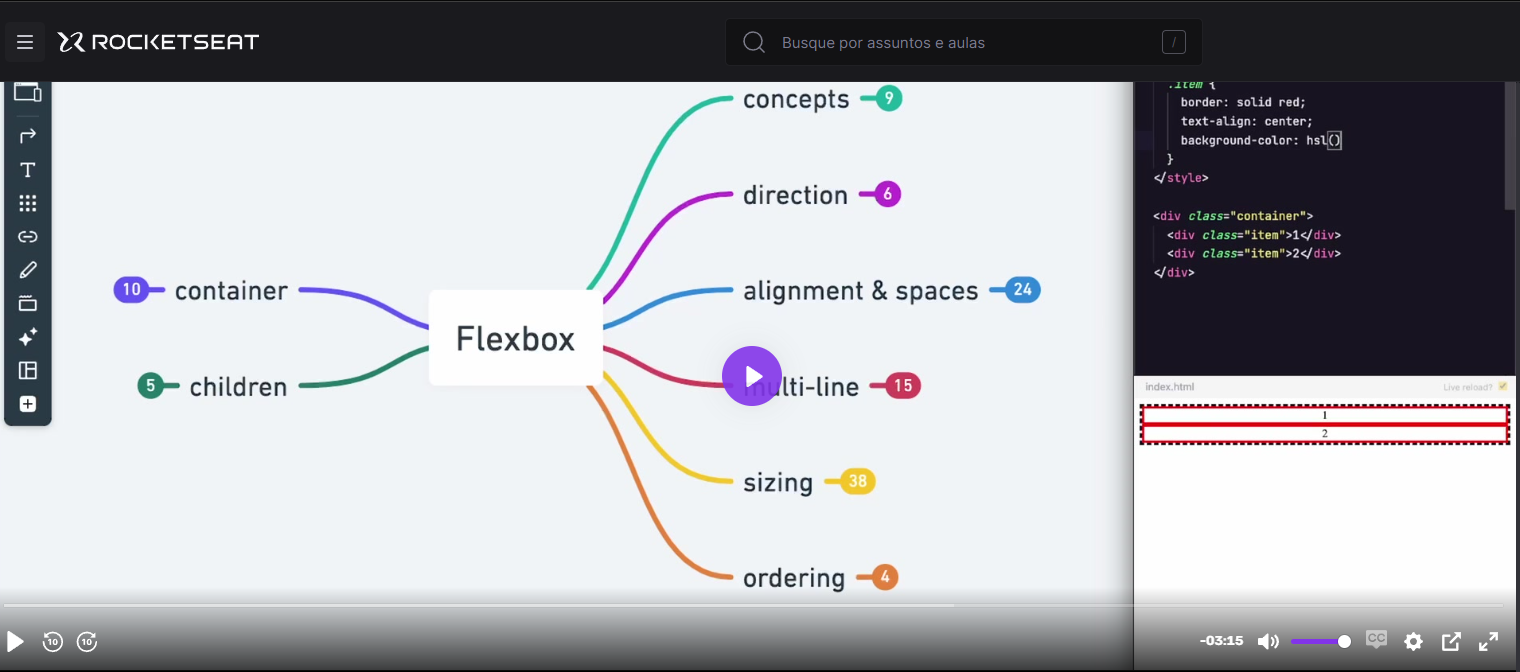 ROCKETSEAT
Busque por assuntos e aulas
/
concepts 9
direction 6
10 container
alignment & spaces 24
Flexbox
5 children
multi-line 15
sizing 38
ordering 4
.item {
border: solid red;
text-align: center;
background-color: hsl()
}
</style>
<div class="container">
<div class="item">1</div>
<div class="item">2</div>
</div>
index.html
Live reload?
1
2
10
10
-03:15
CC